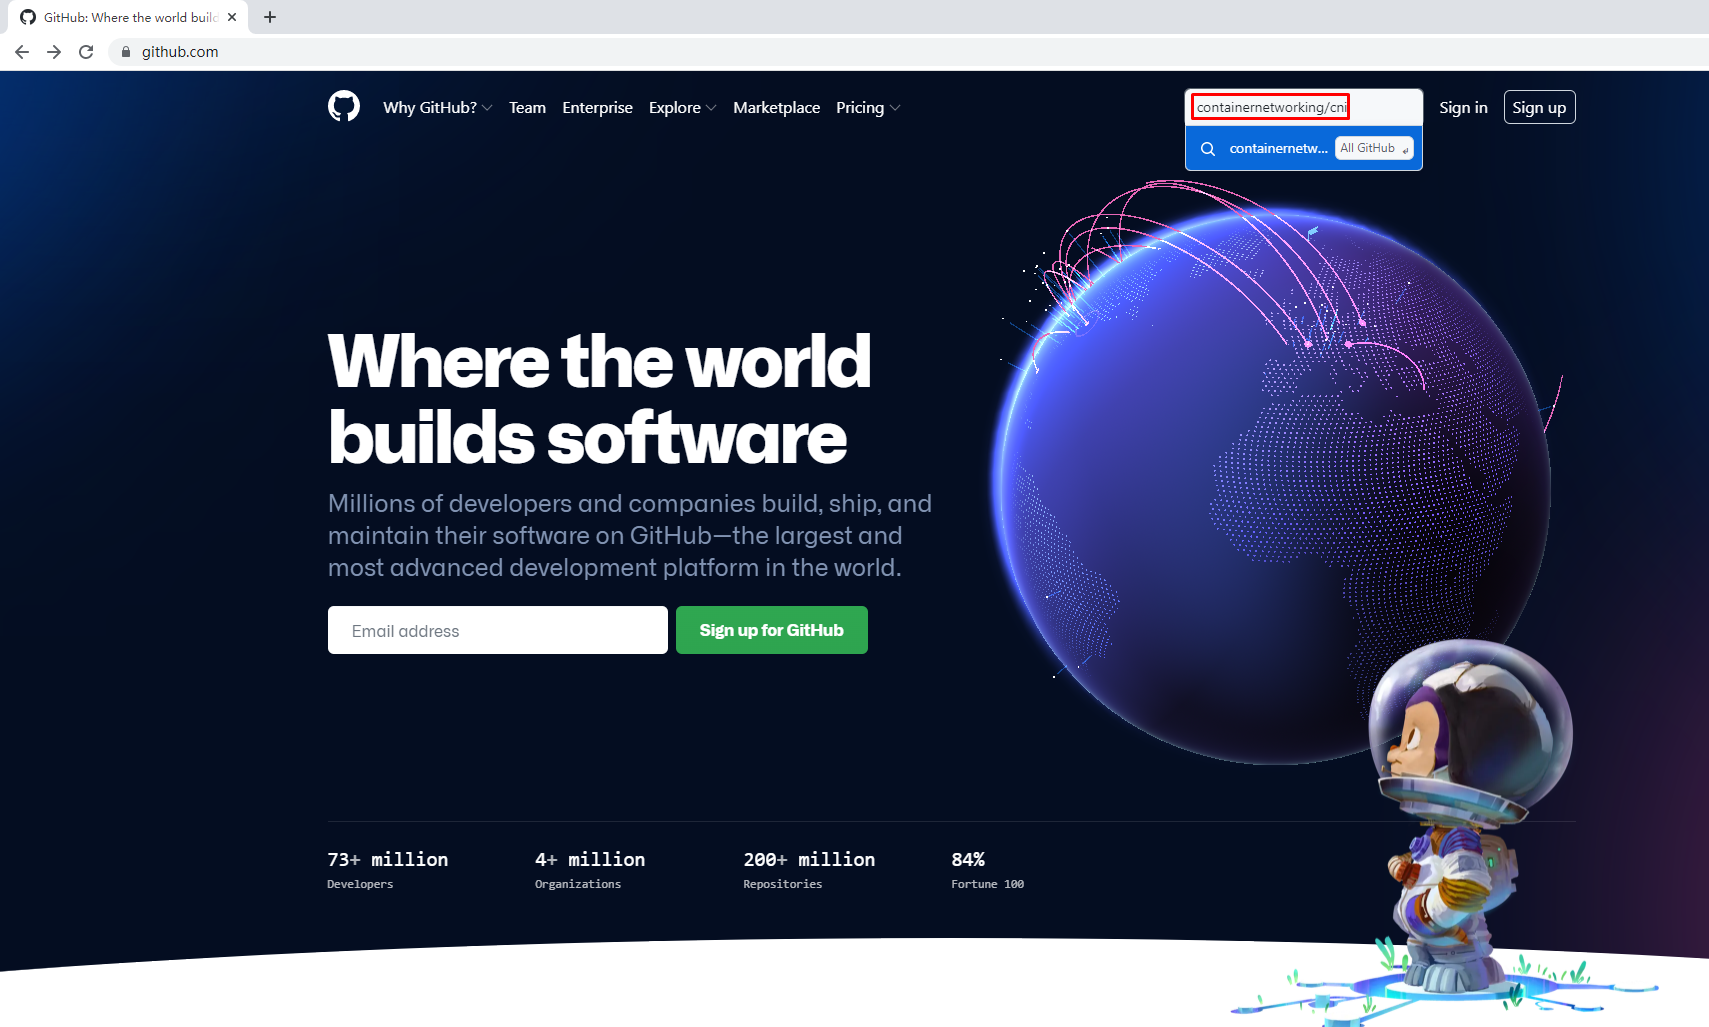 GitHub: Where the world build
github.com
Why GitHub? Team Enterprise Explore Marketplace Pricing
containernetworking/cni
Sign in
Sign up
containernetw... All GitHub
Where the world
builds software
Millions of developers and companies build, ship, and
maintain their software on GitHub—the largest and
most advanced development platform in the world.
Email address
Sign up for GitHub
73+ million
Developers
4+ million
Organizations
200+ million
Repositories
84%
Fortune 100